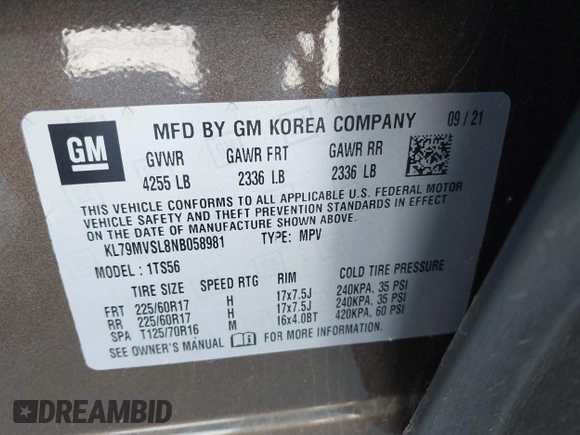 GM
MFD BY GM KOREA COMPANY 09/21
GVWR GAWR FRT GAWR RR
4255 LB 2336 LB 2336 LB
THIS VEHICLE CONFORMS TO ALL APPLICABLE U.S. FEDERAL MOTOR
VEHICLE SAFETY AND THEFT PREVENTION STANDARDS IN EFFECT ON
THE DATE OF MANUFACTURE SHOWN ABOVE.
KL79MVSL8NB058981 TYPE: MPV
MODEL: 1TS56
TIRE SIZE SPEED RTG RIM COLD TIRE PRESSURE
FRT 225/60R17 H 17x7.5J 240KPA, 35 PSI
RR 225/60R17 H 17x7.5J 240KPA, 35 PSI
SPA T125/70R16 M 16x4.0BT 420KPA, 60 PSI
SEE OWNER'S MANUAL FOR MORE INFORMATION.
DREAMBID